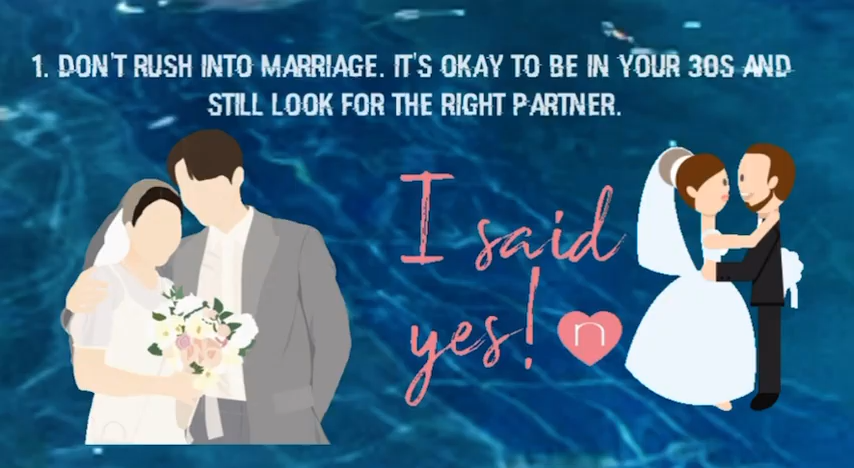 1. DON'T RUSH INTO MARRIAGE. IT'S OKAY TO BE IN YOUR 30S AND
STILL LOOK FOR THE RIGHT PARTNER.
I said
yes!
n